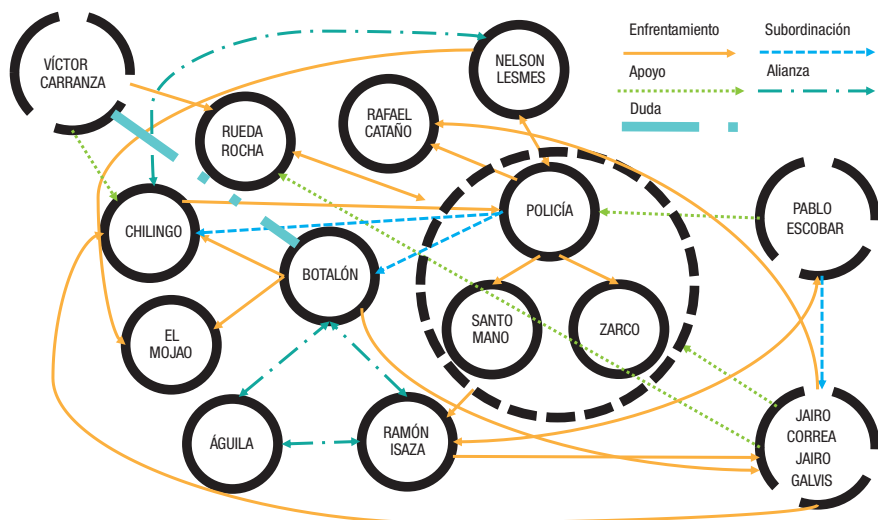 Enfrentamiento
Subordinación
Apoyo
Alianza
Duda
VÍCTOR
CARRANZA
NELSON
LESMES
RAFAEL
CATAÑO
RUEDA
ROCHA
POLICÍA
PABLO
ESCOBAR
CHILINGO
BOTALÓN
SANTO
MANO
ZARCO
EL
MOJAO
ÁGUILA
RAMÓN
ISAZA
JAIRO
CORREA
JAIRO
GALVIS